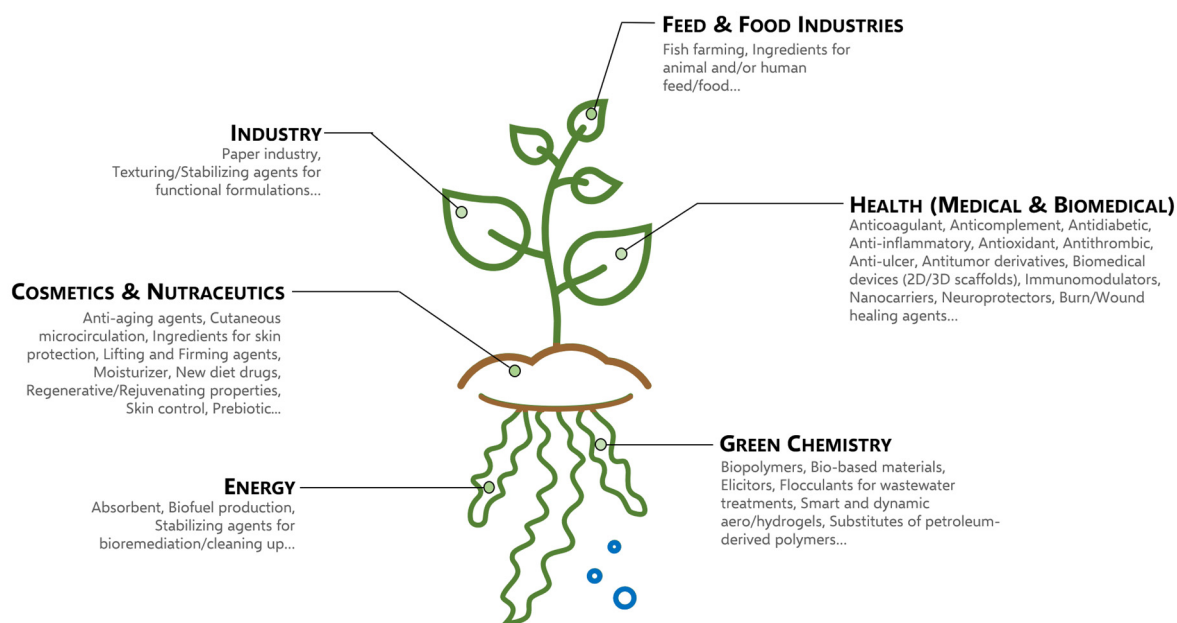 FEED & FOOD INDUSTRIES
Fish farming, Ingredients for
animal and/or human
feed/food...
INDUSTRY
Paper industry,
Texturing/Stabilizing agents for
functional formulations...
HEALTH (MEDICAL & BIOMEDICAL)
Anticoagulant, Anticomplement, Antidiabetic,
Anti-inflammatory, Antioxidant, Antithrombic,
Anti-ulcer, Antitumor derivatives, Biomedical
devices (2D/3D scaffolds), Immunomodulators,
Nanocarriers, Neuroprotectors, Burn/Wound
healing agents...
COSMETICS & NUTRACEUTICS
Anti-aging agents, Cutaneous
microcirculation, Ingredients for skin
protection, Lifting and Firming agents,
Moisturizer, New diet drugs,
Regenerative/Rejuvenating properties,
Skin control, Prebiotic...
GREEN CHEMISTRY
Biopolymers, Bio-based materials,
Elicitors, Flocculants for wastewater
treatments, Smart and dynamic
aero/hydrogels, Substitutes of petroleum-
derived polymers...
ENERGY
Absorbent, Biofuel production,
Stabilizing agents for
bioremediation/cleaning up...